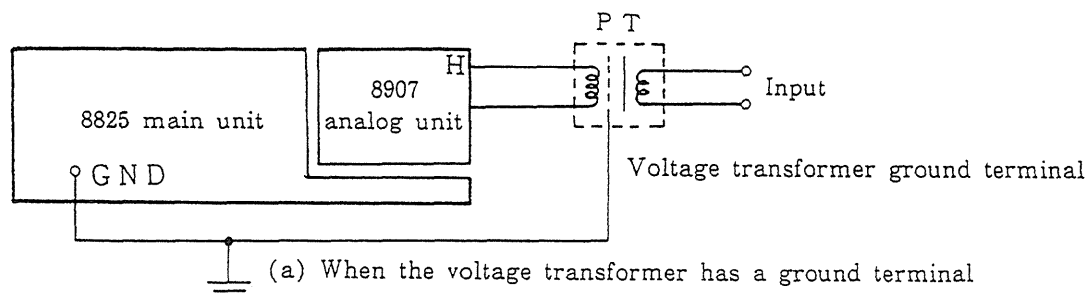 P T
H
8907
analog unit
8825 main unit
Input
GND
Voltage transformer ground terminal
(a) When the voltage transformer has a ground terminal